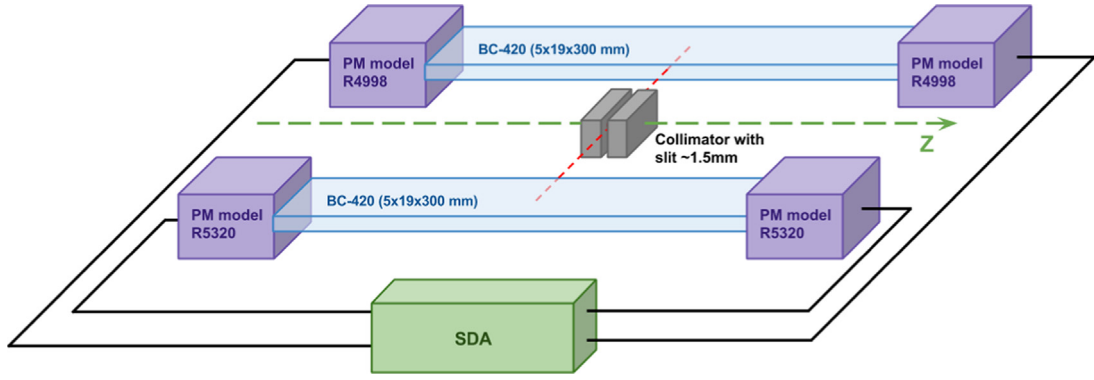 BC-420 (5x19x300 mm)
PM model
R4998
PM model
R4998
Collimator with
slit ~1.5mm
Z
BC-420 (5x19x300 mm)
PM model
R5320
PM model
R5320
SDA